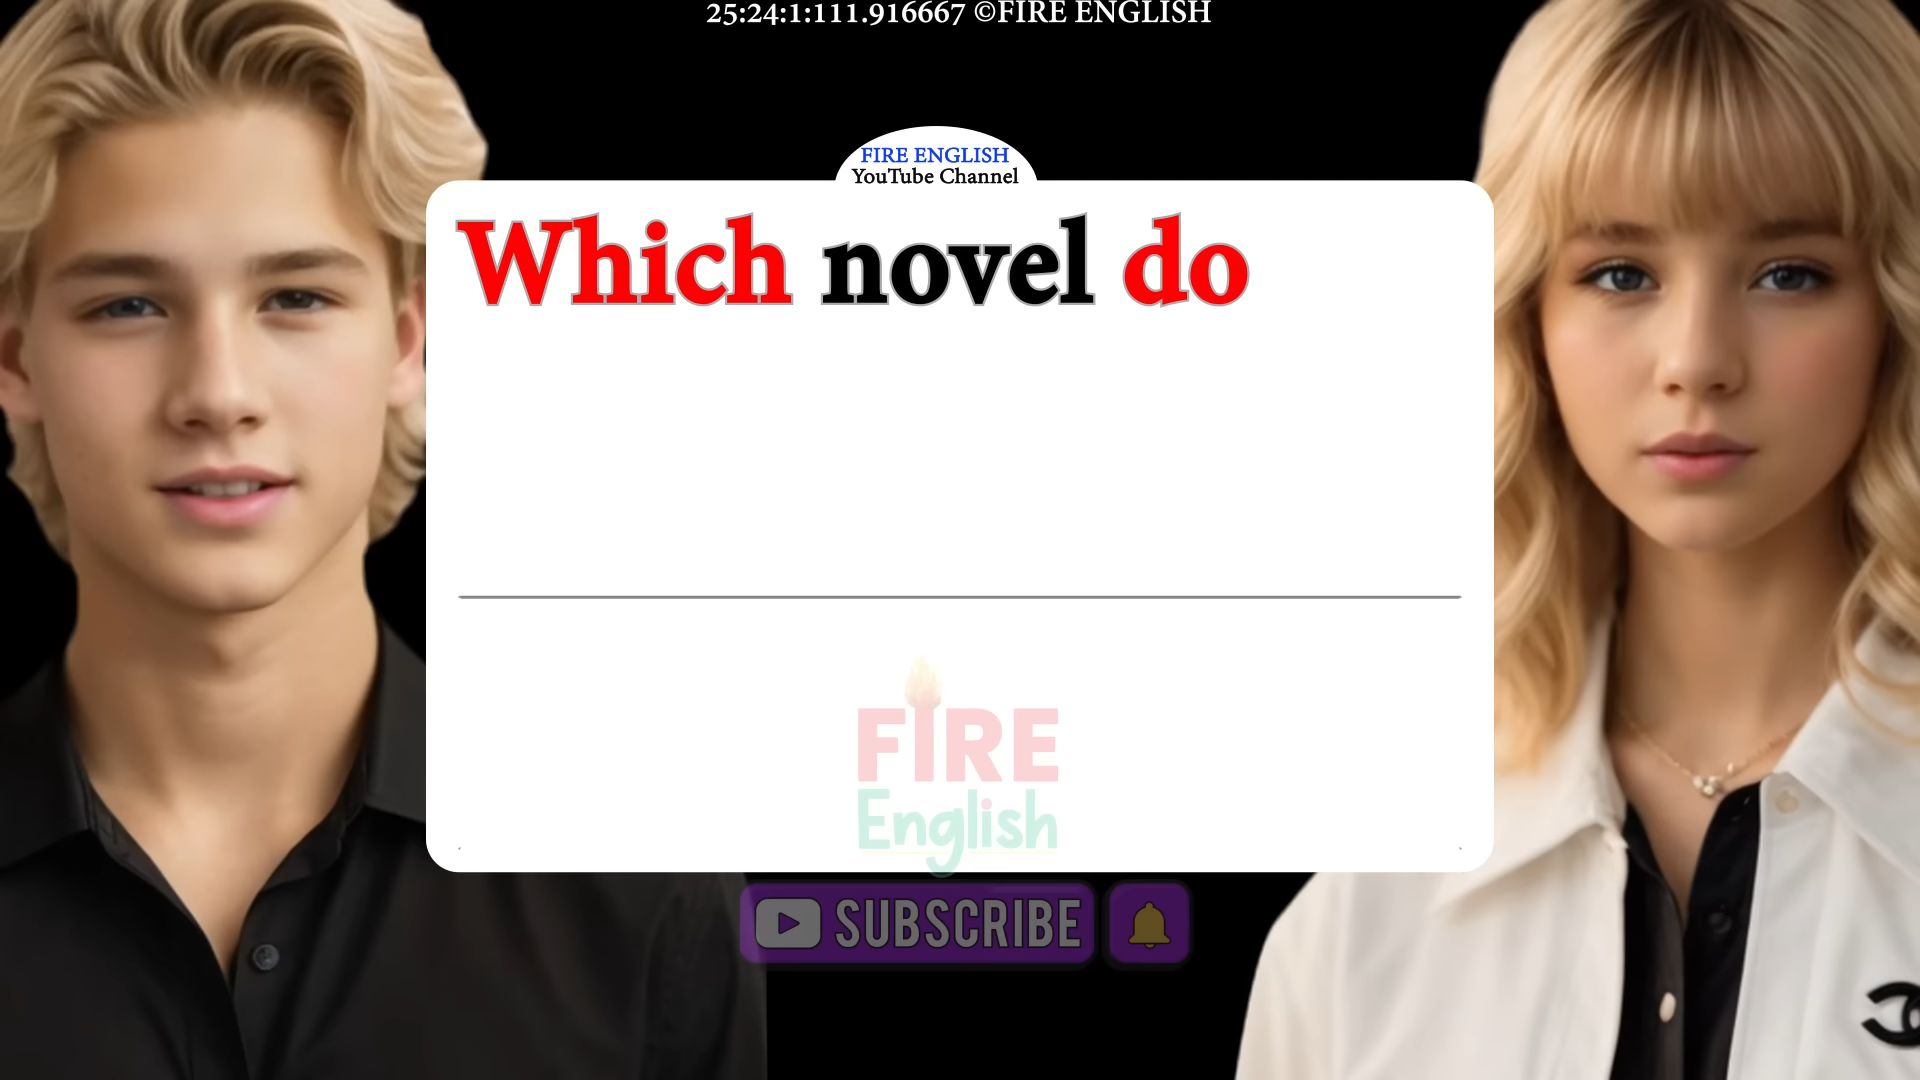 25:24:1:111.916667 ©FIRE ENGLISH
FIRE ENGLISH
YouTube Channel
Which novel do
FIRE
English
SUBSCRIBE